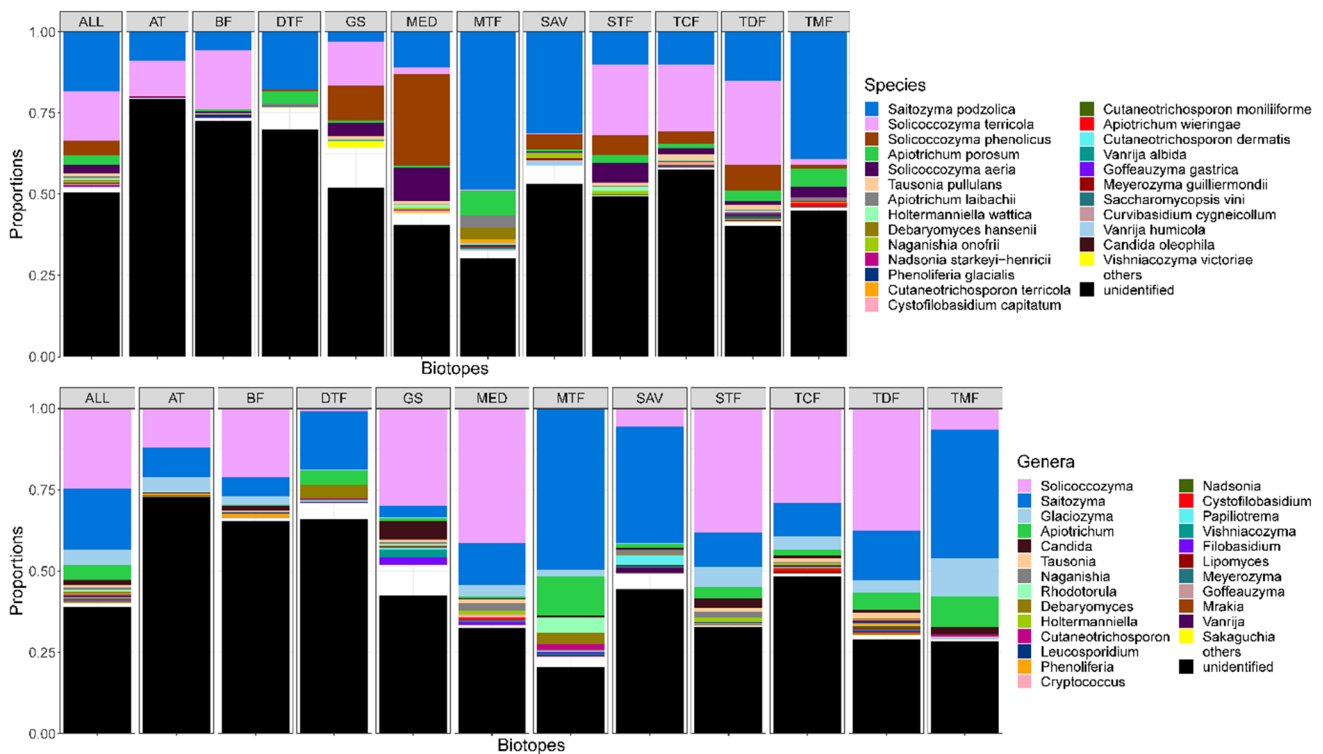 ALL AT BF DTF GS MED MTF SAV STF TCF TDF TMF
1.00
0.75
0.50
0.25
0.00
Proportions
Biotopes
Species
Saitozyma podzolica
Solicoccozyma terricola
Solicoccozyma phenolicus
Apiotrichum porosum
Solicoccozyma aeria
Tausonia pullulans
Apiotrichum laibachii
Holtermanniella wattica
Debaryomyces hansenii
Naganishia onofrii
Nadsonia starkeyi-henricii
Phenoliferia glacialis
Cutaneotrichosporon terricola
Cystofilobasidium capitatum
Cutaneotrichosporon moniliiforme
Apiotrichum wieringae
Cutaneotrichosporon dermatis
Vanrija albida
Goffeauzyma gastrica
Meyerozyma guilliermondii
Saccharomycopsis vini
Curvibasidium cygneicollum
Vanrija humicola
Candida oleophila
Vishniacozyma victoriae
others
unidentified
ALL AT BF DTF GS MED MTF SAV STF TCF TDF TMF
1.00
0.75
0.50
0.25
0.00
Proportions
Biotopes
Genera
Solicoccozyma
Saitozyma
Glaciozyma
Apiotrichum
Candida
Tausonia
Naganishia
Rhodotorula
Debaryomyces
Holtermaniella
Cutaneotrichosporon
Leucosporidium
Phenoliferia
Cryptococcus
Nadsonia
Cystofilobasidium
Papiliotrema
Vishniacozyma
Filobasidium
Lipomyces
Meyerozyma
Goffeauzyma
Mrakia
Vanrija
Sakaguchia
others
unidentified